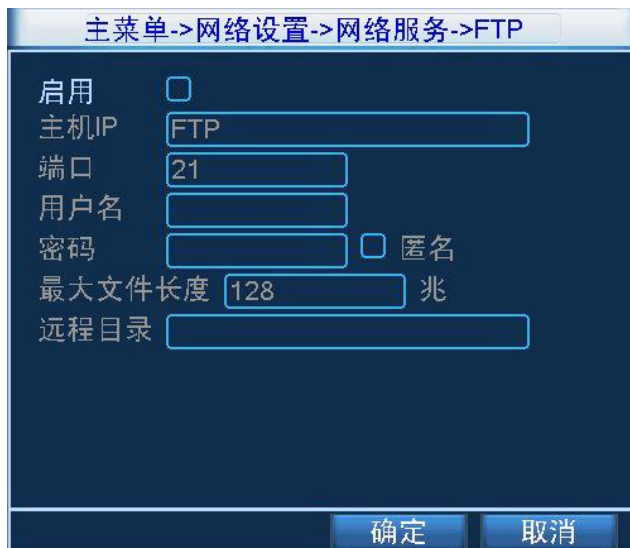 主菜单->网络设置->网络服务->FTP
启用
主机IP FTP
端口 21
用户名
密码 匿名
最大文件长度 128 兆
远程目录
确定 取消